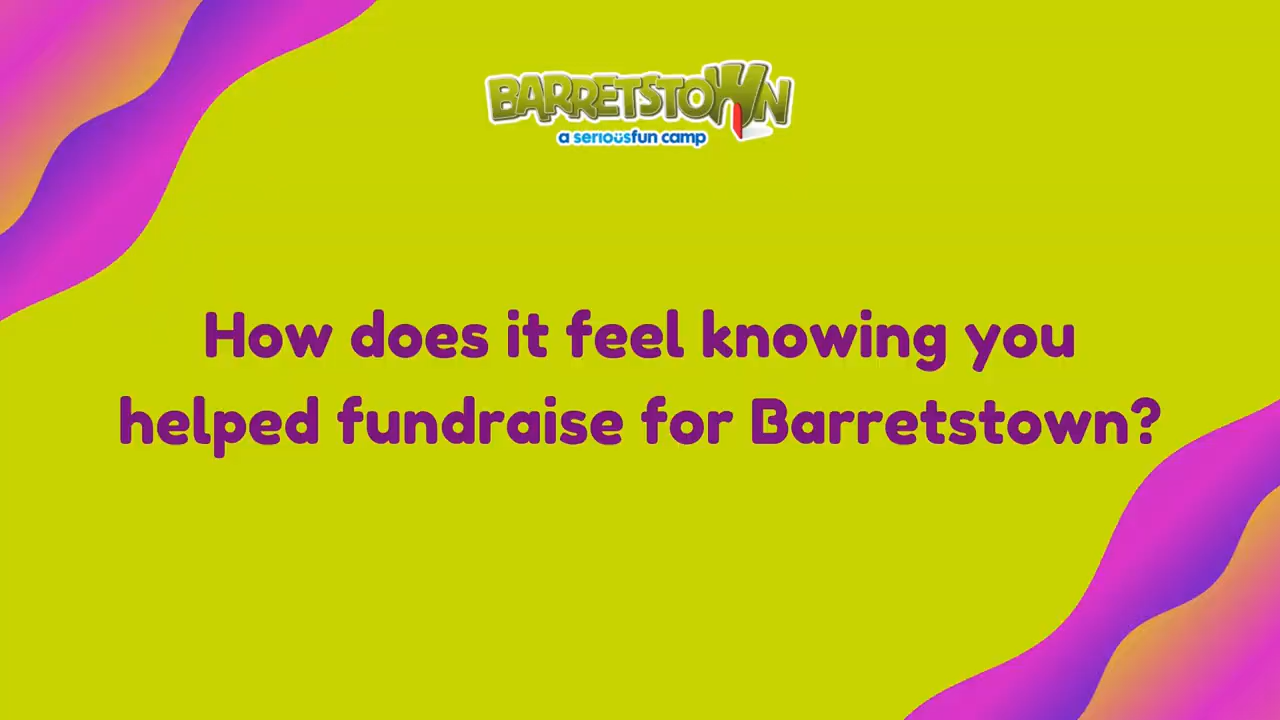 BARRETSTOWN
a seriousfun camp
How does it feel knowing you
helped fundraise for Barretstown?